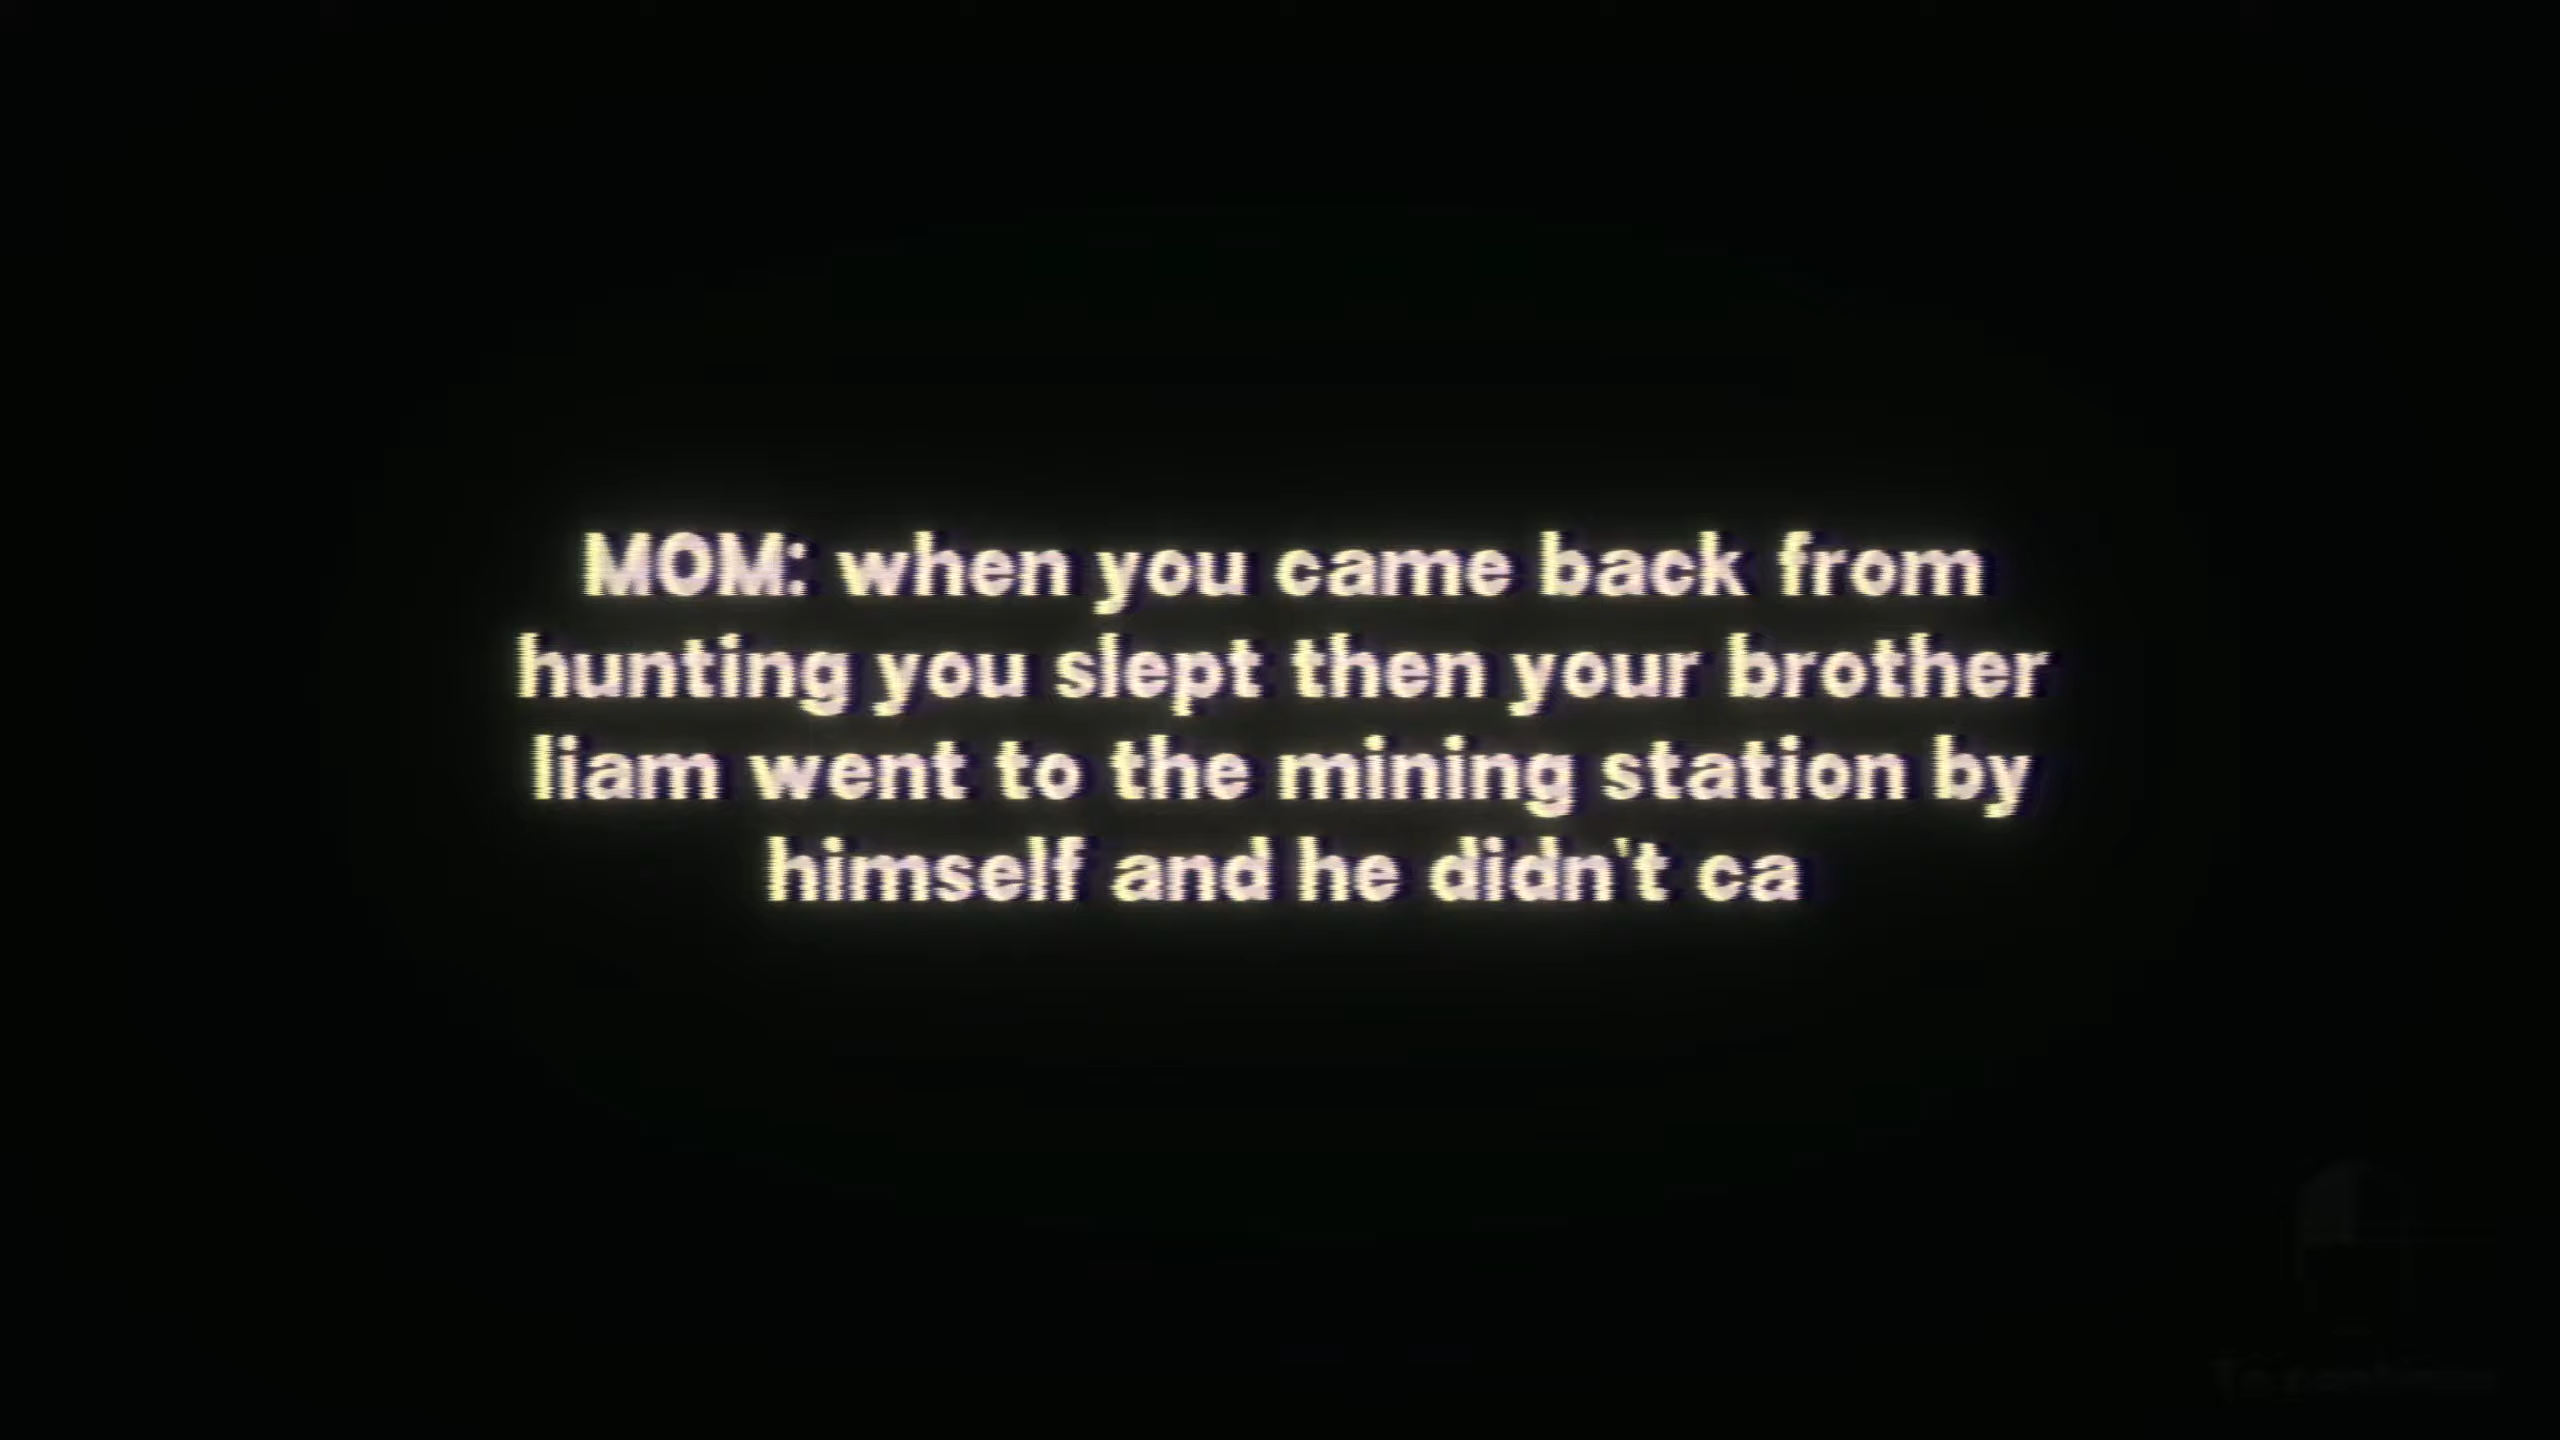 MOM: when you came back from
hunting you slept then your brother
liam went to the mining station by
himself and he didn't ca